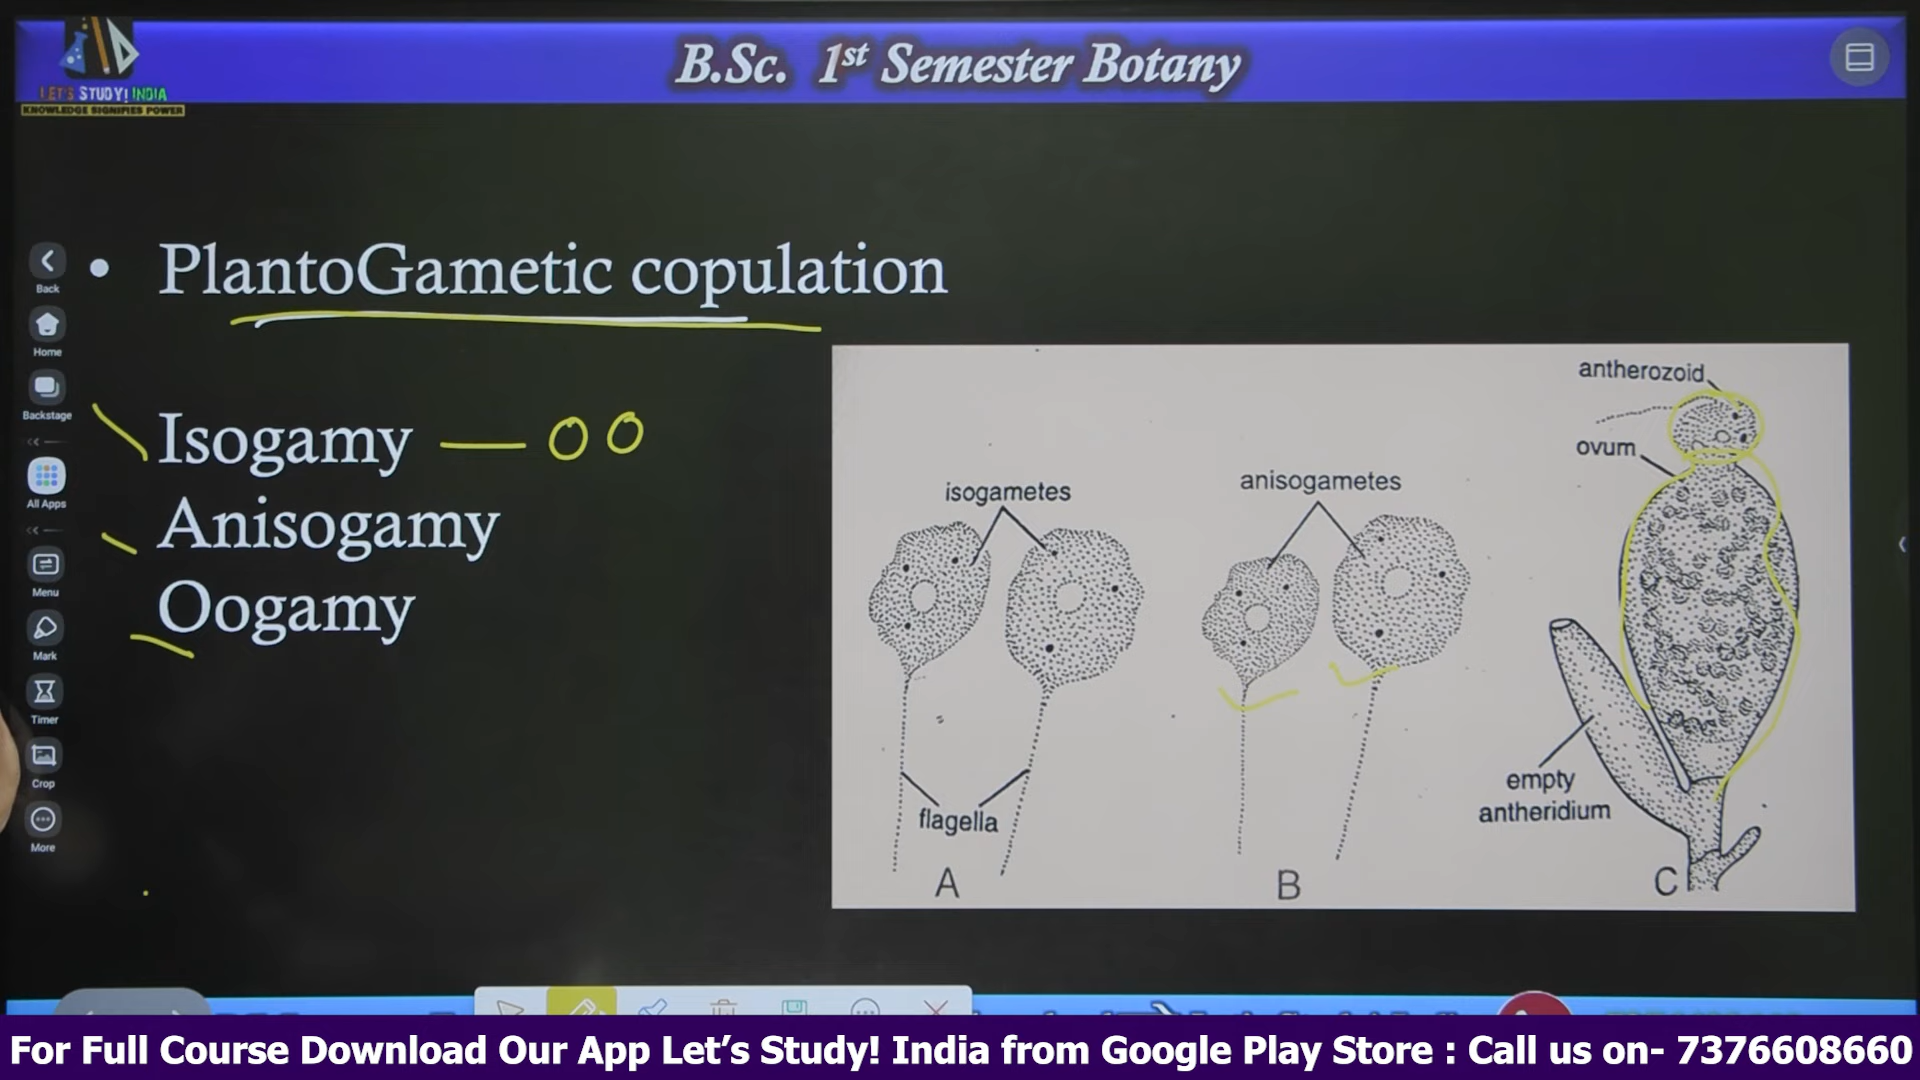 B.Sc. 1st Semester Botany
LET'S STUDY! INDIA
KNOWLEDGE SIGNIFIES POWER
• PlantoGametic copulation
Isogamy — 00
Anisogamy
Oogamy
Back
Home
Backstage
All Apps
Menu
Mark
Timer
Crop
More
isogametes
flagella
A
anisogametes
B
antherozoid
ovum
empty
antheridium
C
For Full Course Download Our App Let's Study! India from Google Play Store : Call us on- 7376608660